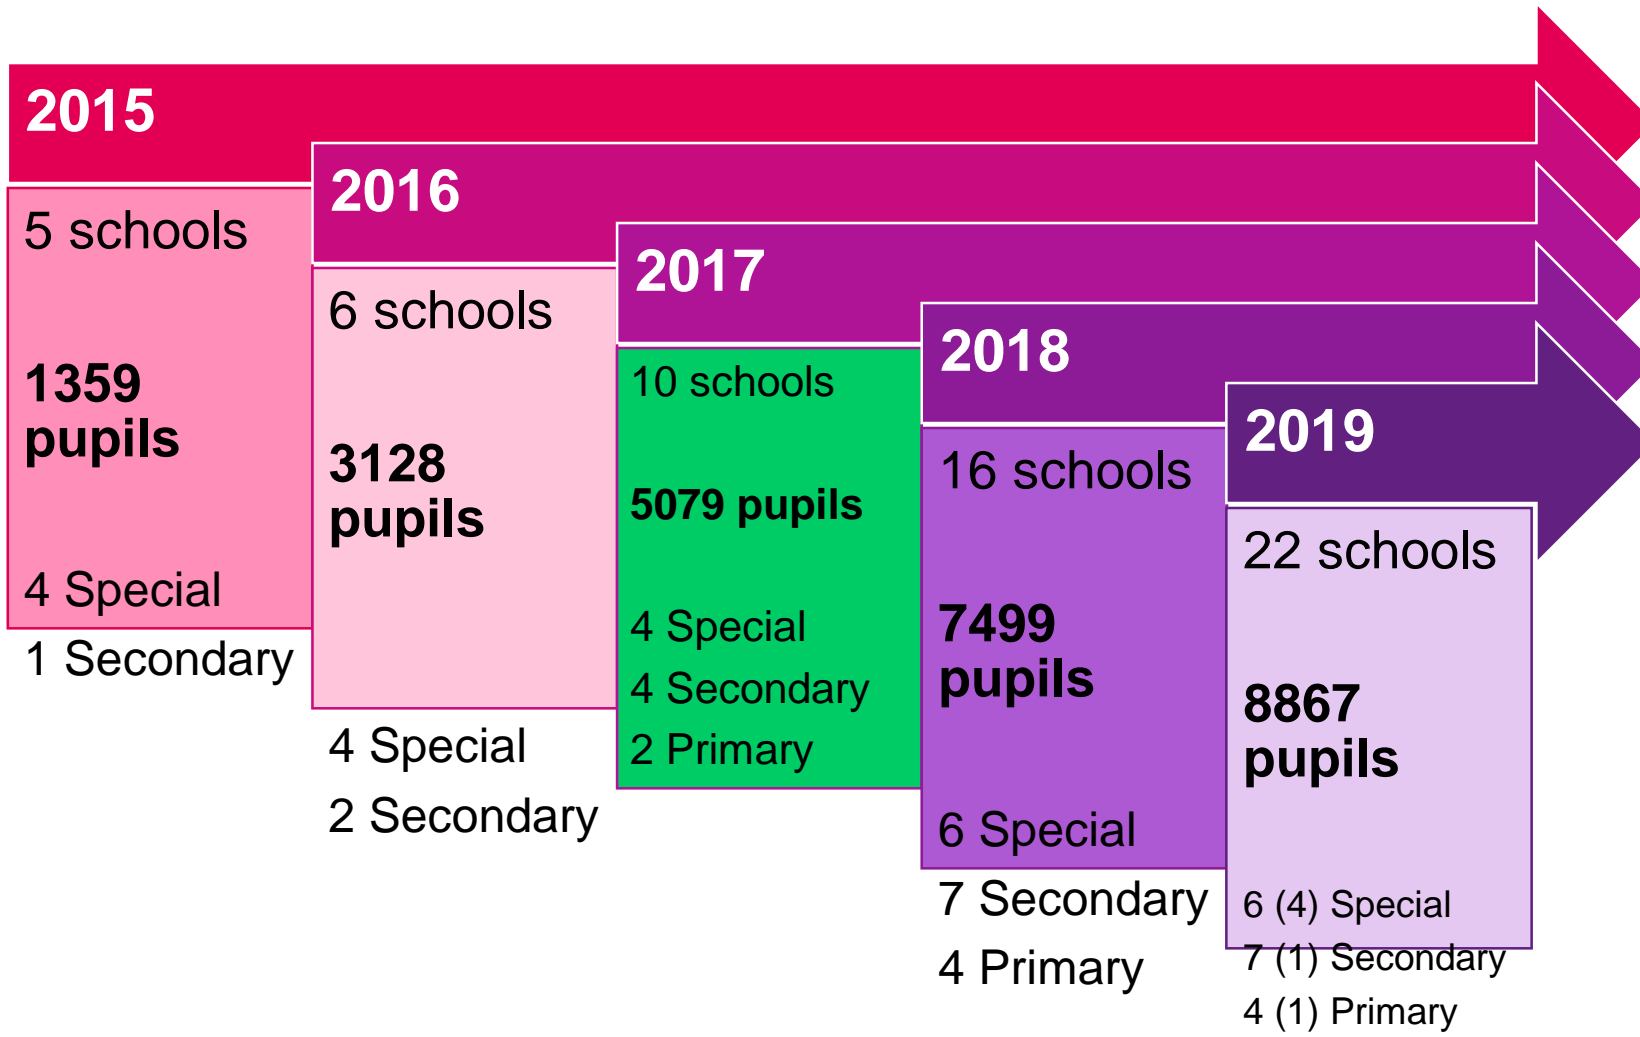 2015
5 schools
1359
pupils
4 Special
1 Secondary
2016
6 schools
3128
pupils
4 Special
2 Secondary
2017
10 schools
5079 pupils
4 Special
4 Secondary
2 Primary
2018
16 schools
7499
pupils
6 Special
7 Secondary
4 Primary
2019
22 schools
8867
pupils
6 (4) Special
7 (1) Secondary
4 (1) Primary